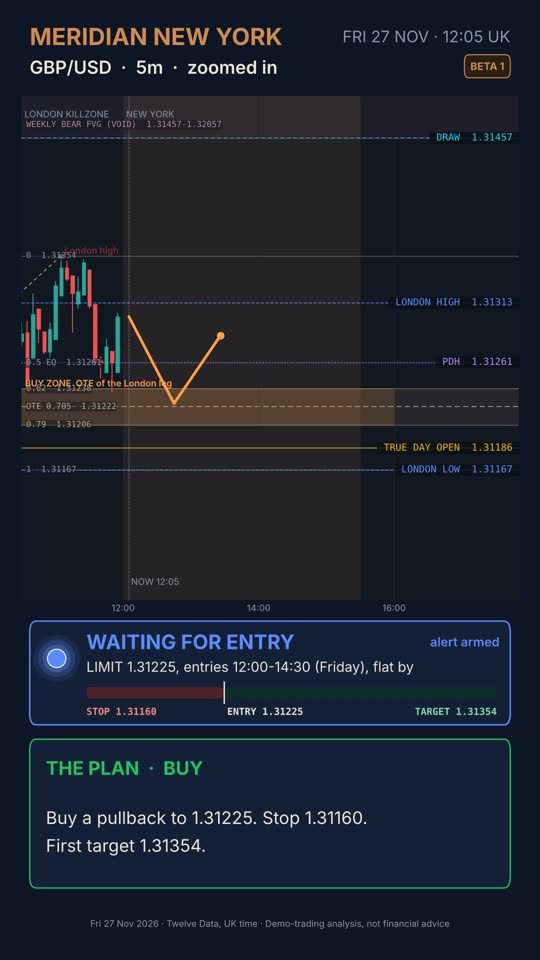 MERIDIAN NEW YORK
FRI 27 NOV · 12:05 UK
GBP/USD · 5m · zoomed in
BETA 1
LONDON KILLZONE NEW YORK
WEEKLY BEAR FVG (VOID) 1.31457-1.32057
DRAW 1.31457
London high
0 1.31354
LONDON HIGH 1.31313
0.5 EQ 1.31261
PDH 1.31261
BUY ZONE OTE of the London leg
0.62 1.31238
OTE 0.705 1.31222
0.79 1.31206
TRUE DAY OPEN 1.31186
1 1.31167
LONDON LOW 1.31167
NOW 12:05
12:00 14:00 16:00
WAITING FOR ENTRY
alert armed
LIMIT 1.31225, entries 12:00-14:30 (Friday), flat by
STOP 1.31160 ENTRY 1.31225 TARGET 1.31354
THE PLAN · BUY
Buy a pullback to 1.31225. Stop 1.31160.
First target 1.31354.
Fri 27 Nov 2026 · Twelve Data, UK time · Demo-trading analysis, not financial advice